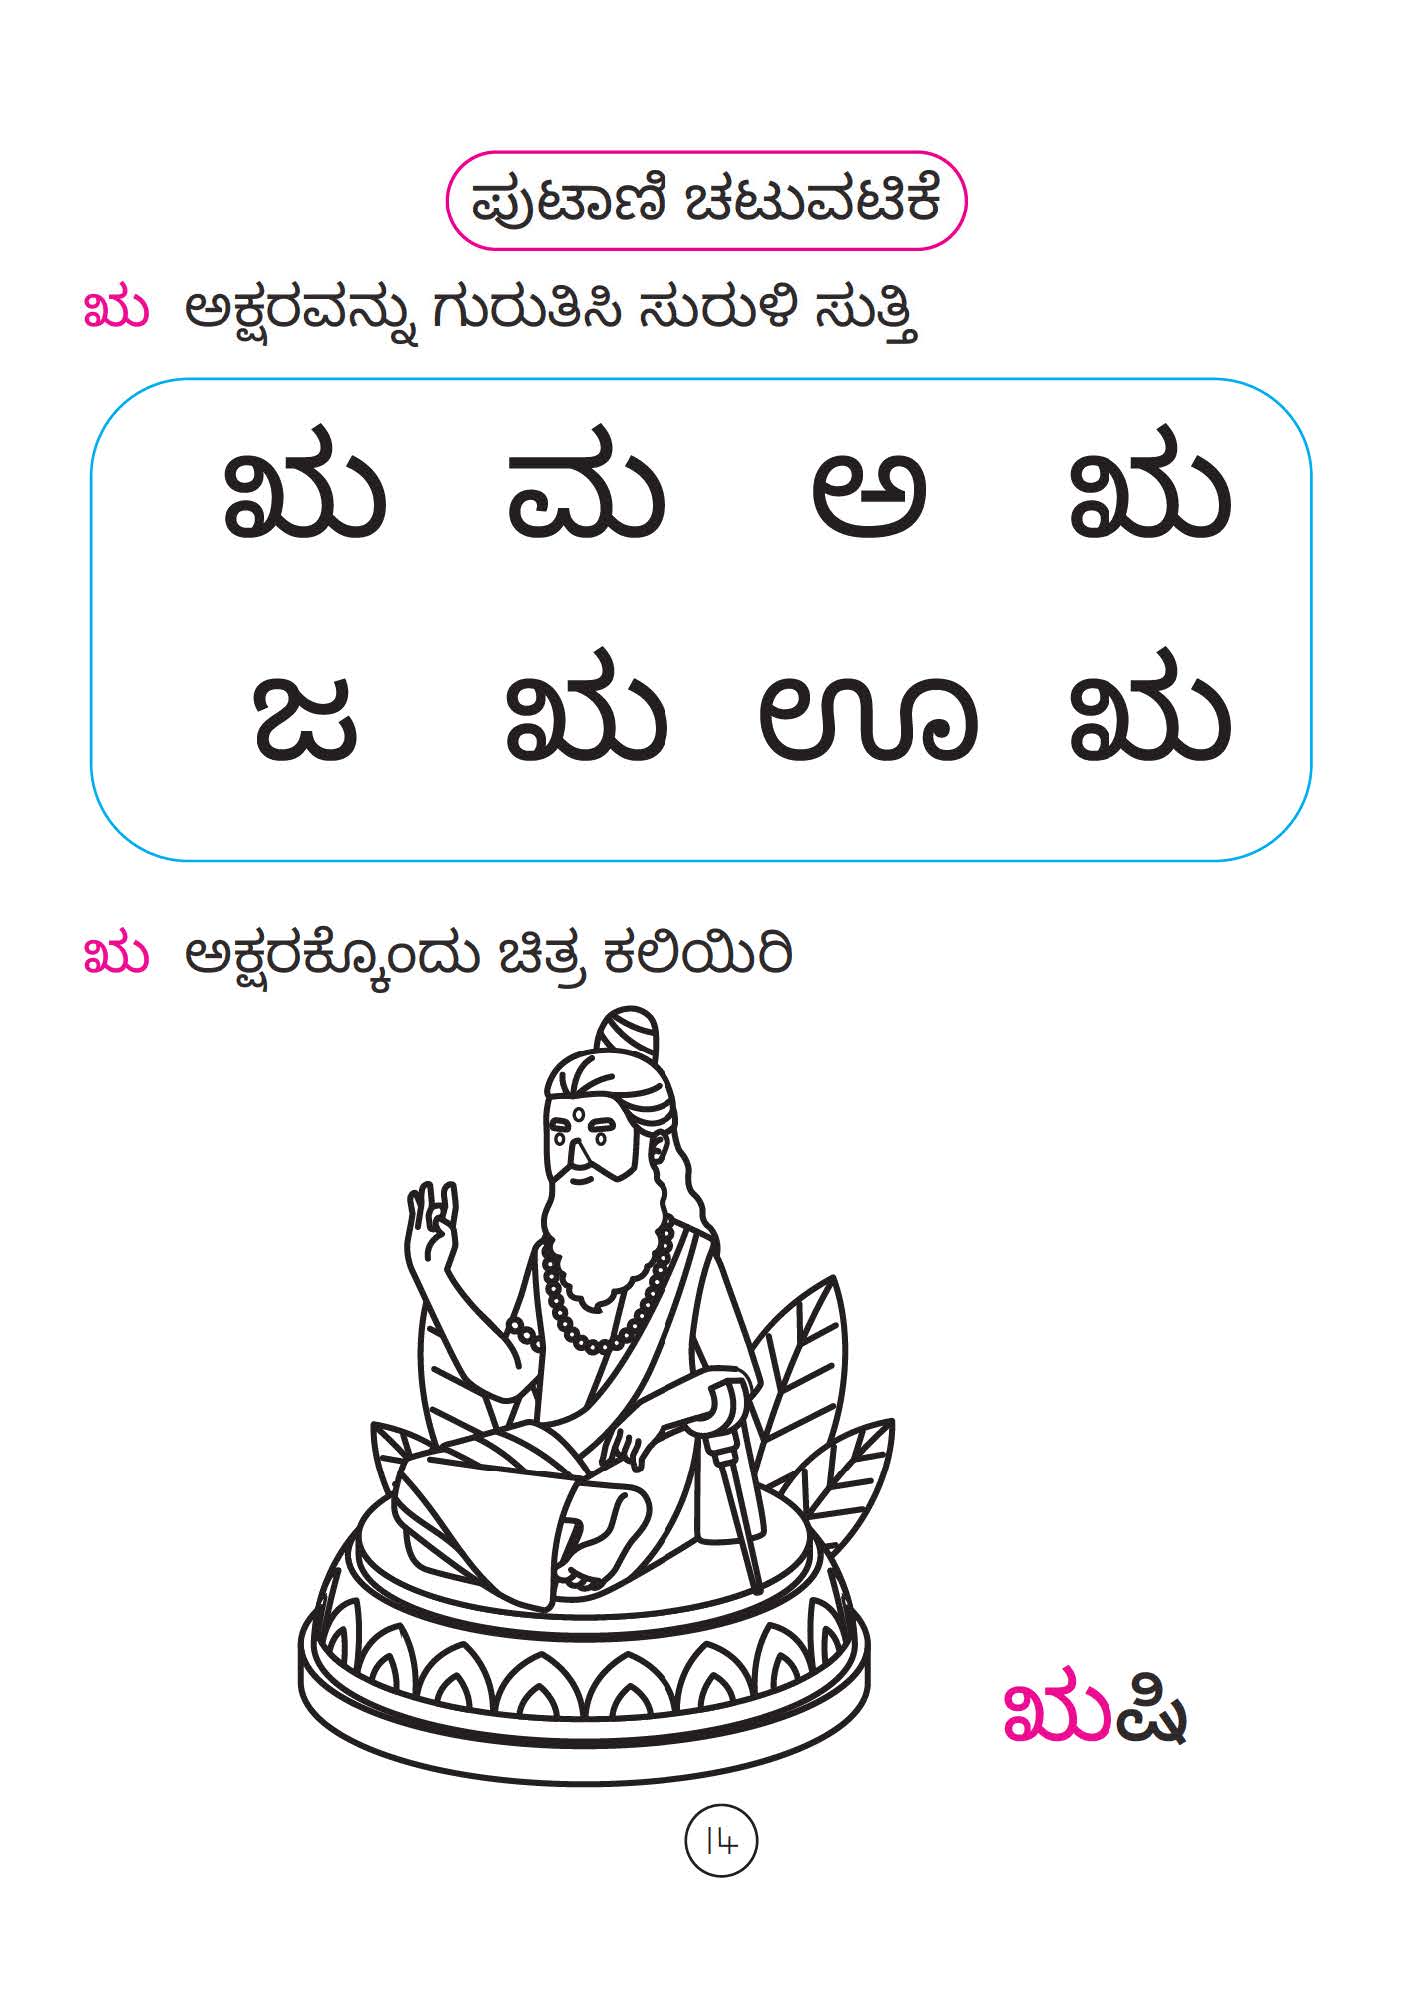 ಪುಟಾಣಿ ಚಟುವಟಿಕೆ
ಋ ಅಕ್ಷರವನ್ನು ಗುರುತಿಸಿ ಸುರುಳಿ ಸುತ್ತಿ
ಋ ಮ ಅ ಋ
ಜ ಋ ಊ ಋ
ಋ ಅಕ್ಷರಕ್ಕೊಂದು ಚಿತ್ರ ಕಲಿಯಿರಿ
ಋಷಿ
14